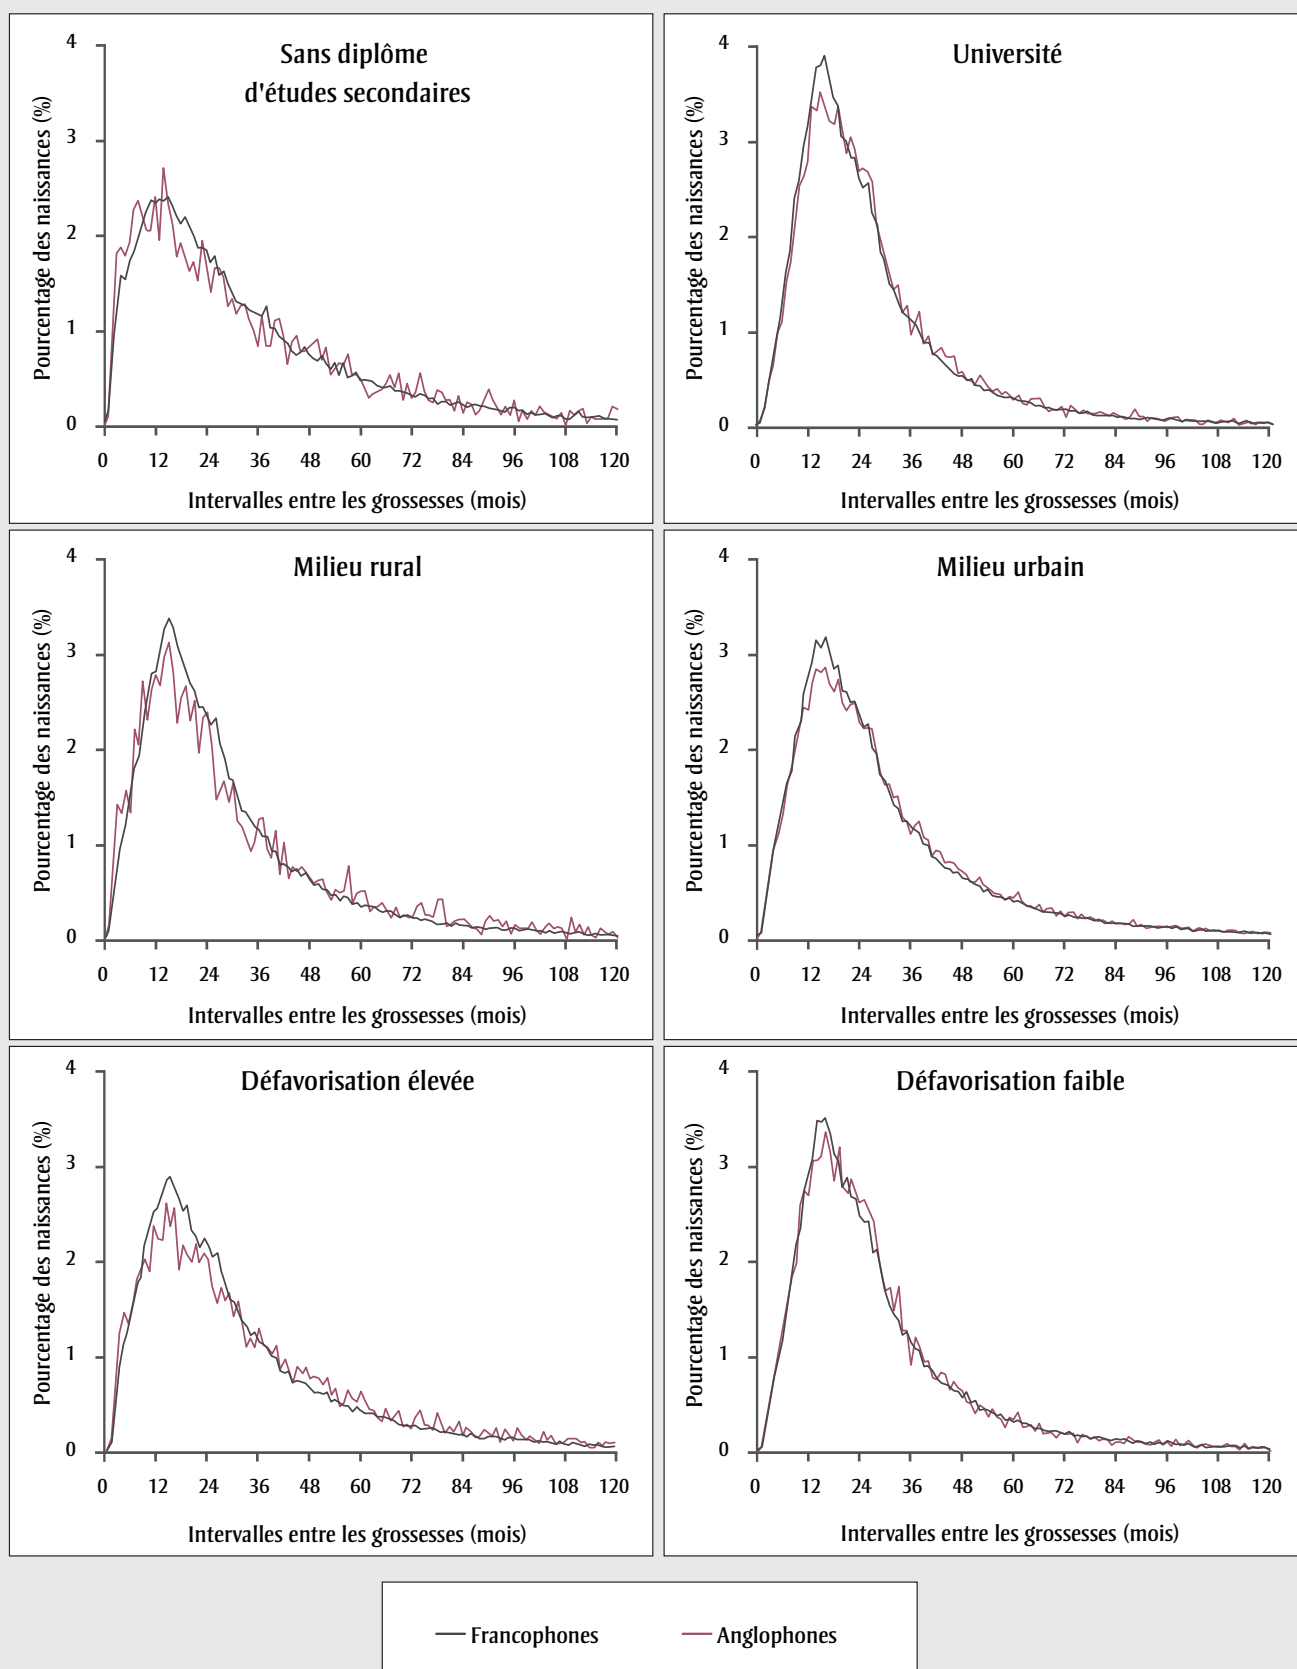 Sans diplôme
d'études secondaires
Pourcentage des naissances (%)
4
3
2
1
0
0 12 24 36 48 60 72 84 96 108 120
Intervalles entre les grossesses (mois)
Université
Pourcentage des naissances (%)
4
3
2
1
0
0 12 24 36 48 60 72 84 96 108 120
Intervalles entre les grossesses (mois)
Milieu rural
Pourcentage des naissances (%)
4
3
2
1
0
0 12 24 36 48 60 72 84 96 108 120
Intervalles entre les grossesses (mois)
Milieu urbain
Pourcentage des naissances (%)
4
3
2
1
0
0 12 24 36 48 60 72 84 96 108 120
Intervalles entre les grossesses (mois)
Défavorisation élevée
Pourcentage des naissances (%)
4
3
2
1
0
0 12 24 36 48 60 72 84 96 108 120
Intervalles entre les grossesses (mois)
Défavorisation faible
Pourcentage des naissances (%)
4
3
2
1
0
0 12 24 36 48 60 72 84 96 108 120
Intervalles entre les grossesses (mois)
Francophones Anglophones